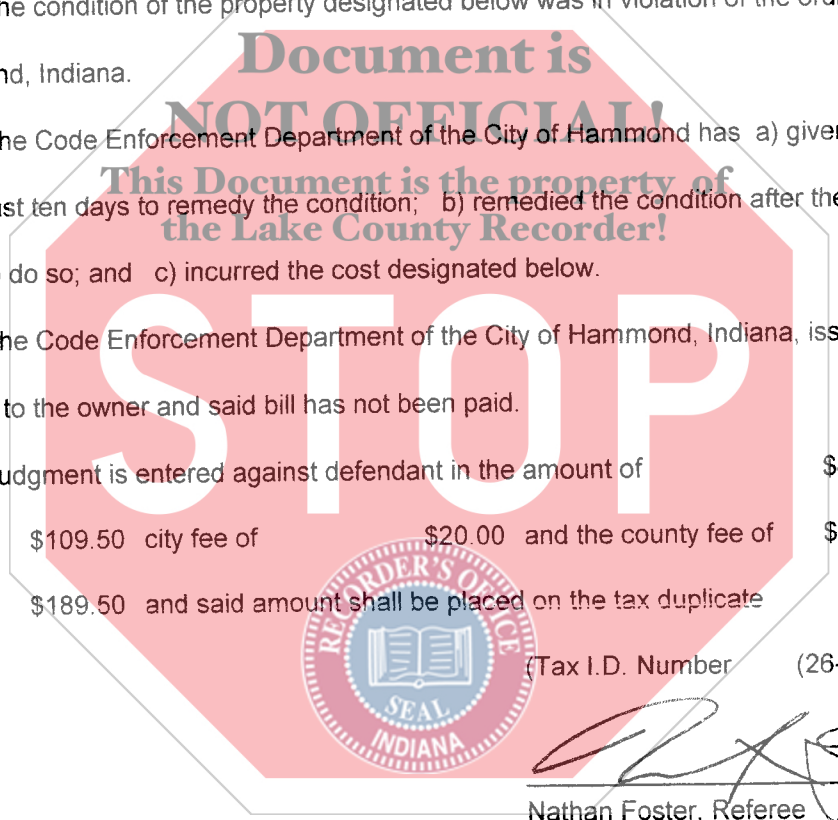 he condition of the property designated below was in violation of the
Document is
nd, Indiana.
NOT OFFICIAL!
he Code Enforcement Department of the City of Hammond has a) given
This Document is the property of
st ten days to remedy the condition; b) remedied the condition after the
the Lake County Recorder!
do so; and c) incurred the cost designated below.
he Code Enforcement Department of the City of Hammond, Indiana, iss
STOP
to the owner and said bill has not been paid.
udgment is entered against defendant in the amount of $
$109.50 city fee of $20.00 and the county fee of $
$189.50 and said amount shall be placed on the tax duplicate
RECORDER'S OFFICE
(Tax I.D. Number (26-
SEAL
INDIANA
Nathan Foster, Referee